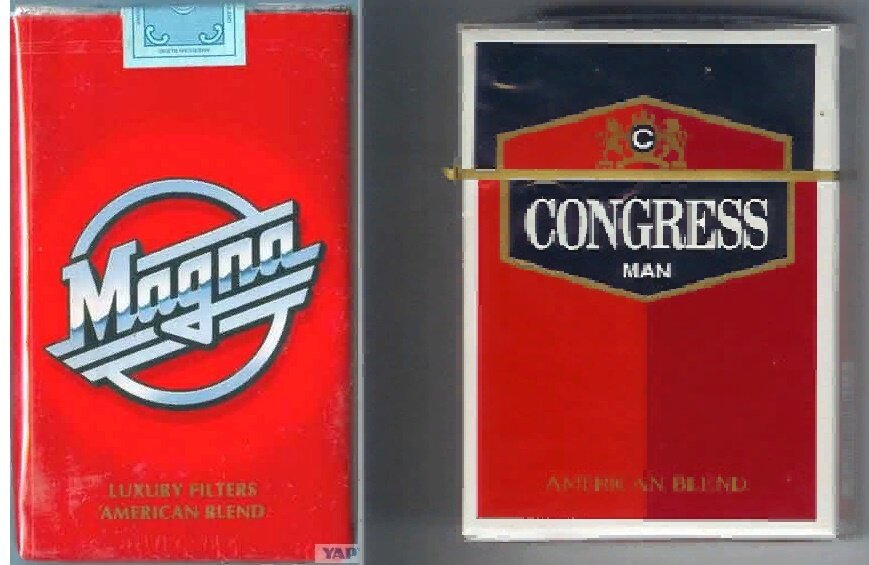 Magna
LUXURY FILTERS
AMERICAN BLEND
YAP
C
CONGRESS
MAN
AMERICAN BLEND